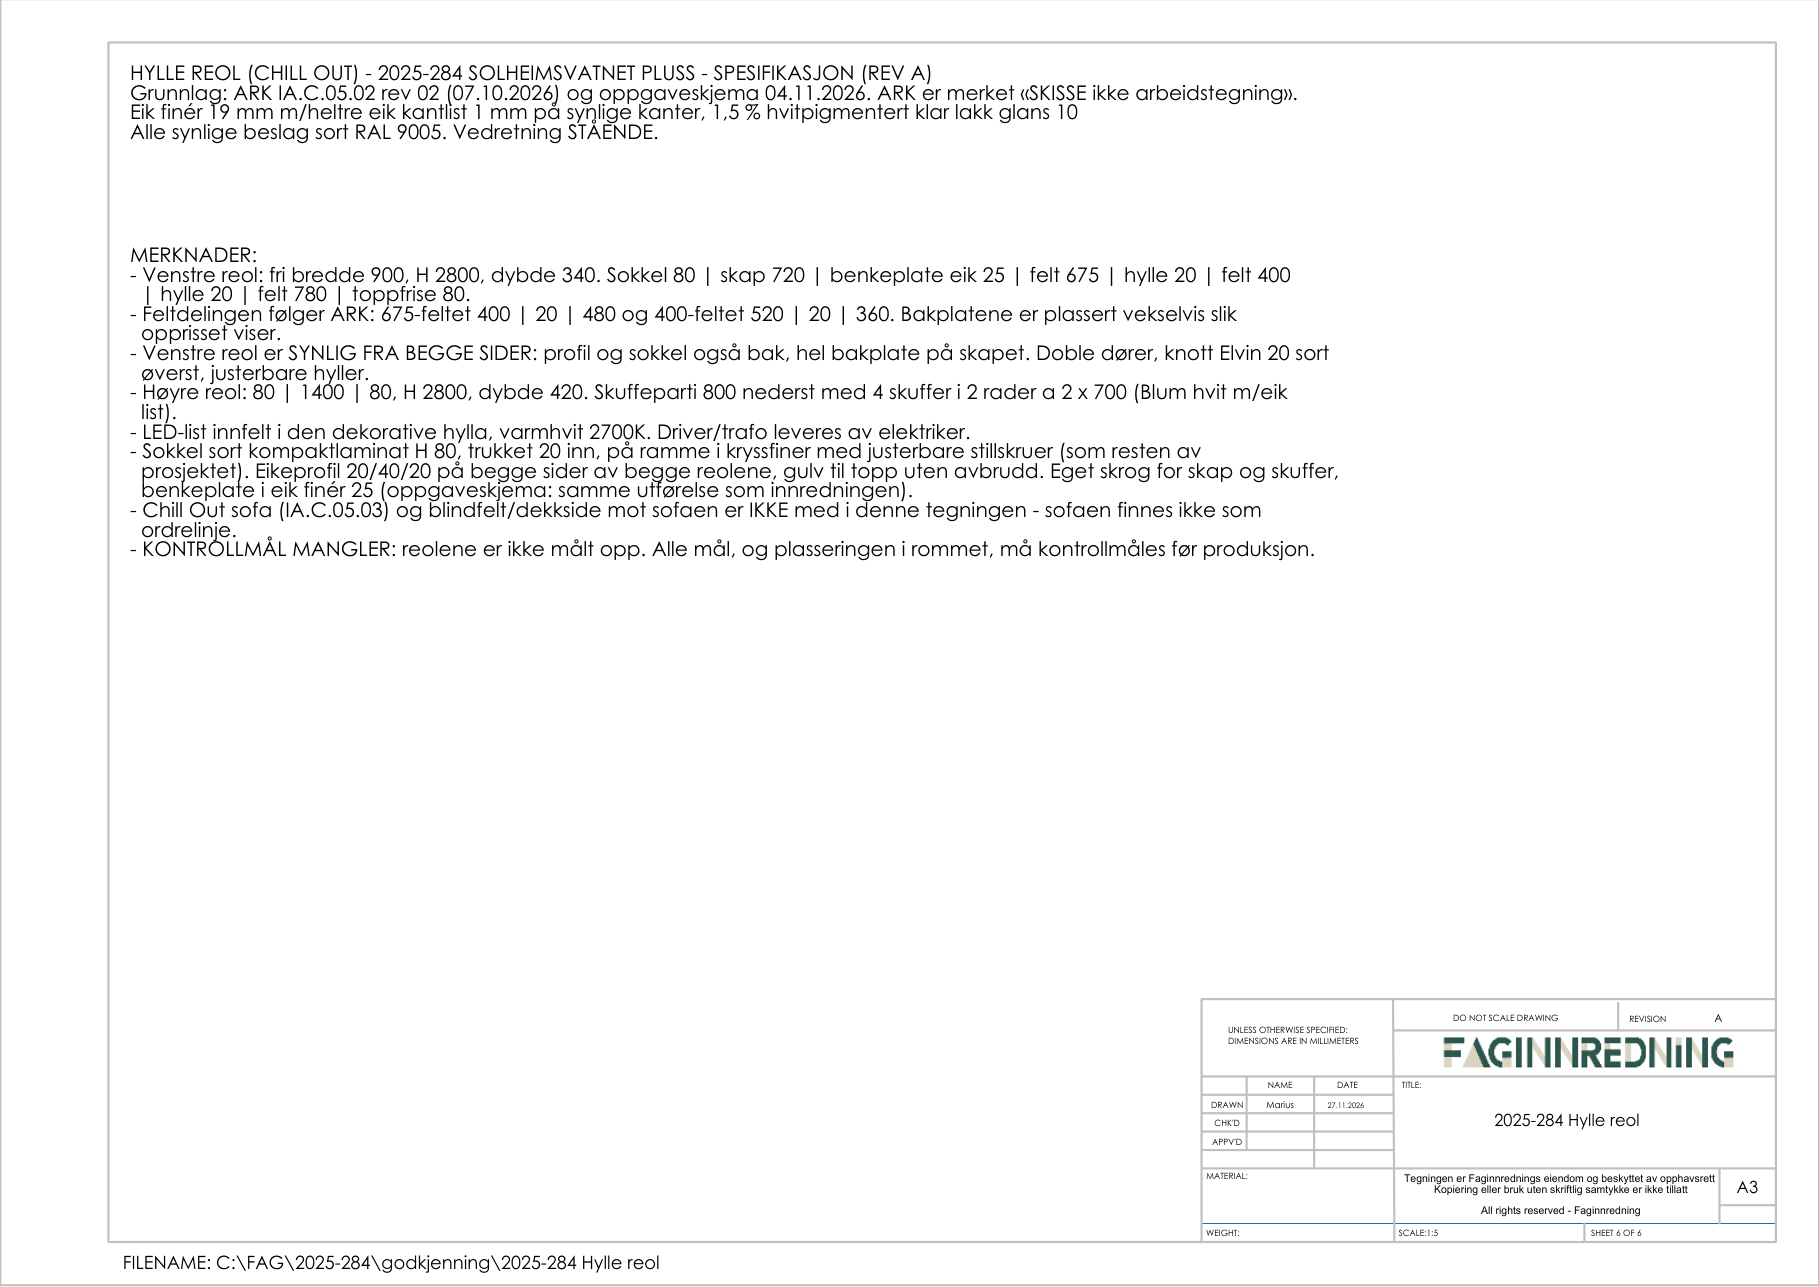 HYLLE REOL (CHILL OUT) - 2025-284 SOLHEIMSVATNET PLUSS - SPESIFIKASJON (REV A)
Grunnlag: ARK IA.C.05.02 rev 02 (07.10.2026) og oppgaveskjema 04.11.2026. ARK er merket «SKISSE ikke arbeidstegning».
Eik finér 19 mm m/heltre eik kantlist 1 mm på synlige kanter, 1,5 % hvitpigmentert klar lakk glans 10
Alle synlige beslag sort RAL 9005. Vedretning STÅENDE.
MERKNADER:
- Venstre reol: fri bredde 900, H 2800, dybde 340. Sokkel 80 | skap 720 | benkeplate eik 25 | felt 675 | hylle 20 | felt 400
| hylle 20 | felt 780 | toppfrise 80.
- Feltdelingen følger ARK: 675-feltet 400 | 20 | 480 og 400-feltet 520 | 20 | 360. Bakplatene er plassert vekselvis slik
opprisset viser.
- Venstre reol er SYNLIG FRA BEGGE SIDER: profil og sokkel også bak, hel bakplate på skapet. Doble dører, knott Elvin 20 sort
øverst, justerbare hyller.
- Høyre reol: 80 | 1400 | 80, H 2800, dybde 420. Skuffeparti 800 nederst med 4 skuffer i 2 rader a 2 x 700 (Blum hvit m/eik
list).
- LED-list innfelt i den dekorative hylla, varmhvit 2700K. Driver/trafo leveres av elektriker.
- Sokkel sort kompaktlaminat H 80, trukket 20 inn, på ramme i kryssfiner med justerbare stillskruer (som resten av
prosjektet). Eikeprofil 20/40/20 på begge sider av begge reolene, gulv til topp uten avbrudd. Eget skrog for skap og skuffer,
benkeplate i eik finér 25 (oppgaveskjema: samme utførelse som innredningen).
- Chill Out sofa (IA.C.05.03) og blindfelt/dekkside mot sofaen er IKKE med i denne tegningen - sofaen finnes ikke som
ordrelinje.
- KONTROLLMÅL MANGLER: reolene er ikke målt opp. Alle mål, og plasseringen i rommet, må kontrollmåles før produksjon.
UNLESS OTHERWISE SPECIFIED:
DIMENSIONS ARE IN MILLIMETERS
DO NOT SCALE DRAWING
REVISION A
FAGINNREDNING
NAME DATE
TITLE:
DRAWN Marius 27.11.2026
CHK'D
APPV'D
2025-284 Hylle reol
MATERIAL:
Tegningen er Faginnrednings eiendom og beskyttet av opphavsrett
Kopiering eller bruk uten skriftlig samtykke er ikke tillatt
All rights reserved - Faginnredning
A3
WEIGHT:
SCALE:1:5
SHEET 6 OF 6
FILENAME: C:\FAG\2025-284\godkjenning\2025-284 Hylle reol